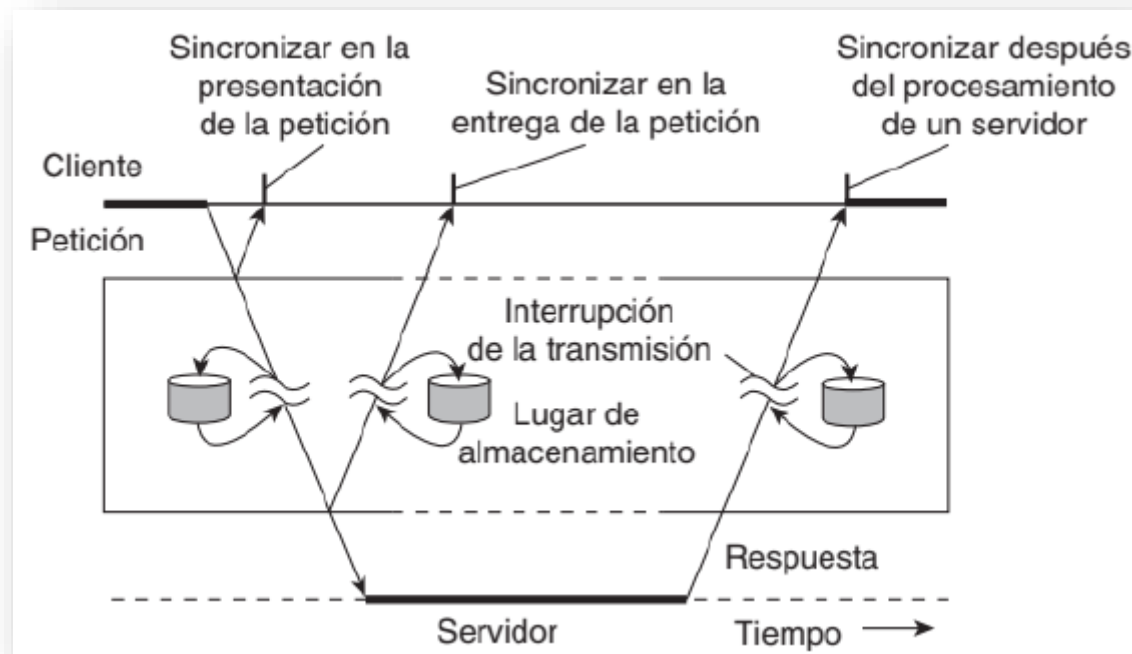 Sincronizar en la
presentación
de la petición
Sincronizar en la
entrega de la petición
Sincronizar después
del procesamiento
de un servidor
Cliente
Petición
Interrupción
de la transmisión
Lugar de
almacenamiento
Respuesta
Servidor
Tiempo